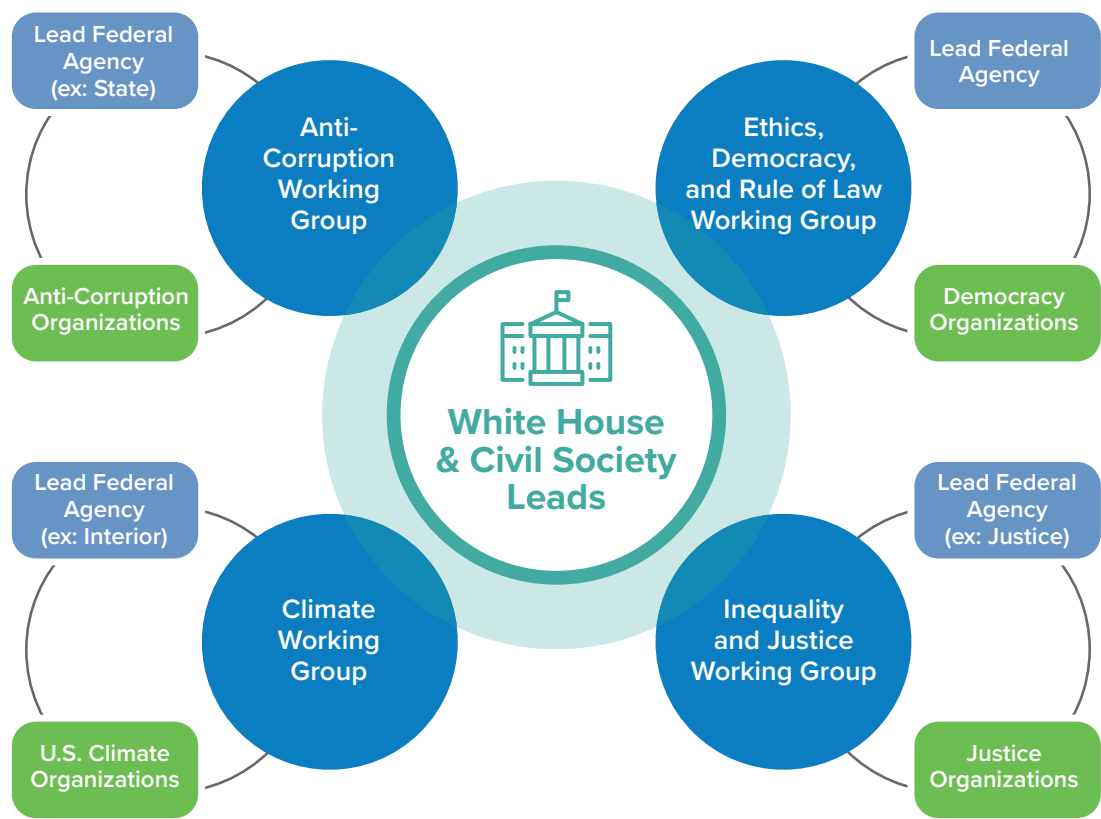 Lead Federal
Agency
(ex: State)
Anti-
Corruption
Working
Group
Anti-Corruption
Organizations
Ethics,
Democracy,
and Rule of Law
Working Group
Lead Federal
Agency
Democracy
Organizations
White House
& Civil Society
Leads
Lead Federal
Agency
(ex: Interior)
Climate
Working
Group
U.S. Climate
Organizations
Inequality
and Justice
Working Group
Lead Federal
Agency
(ex: Justice)
Justice
Organizations